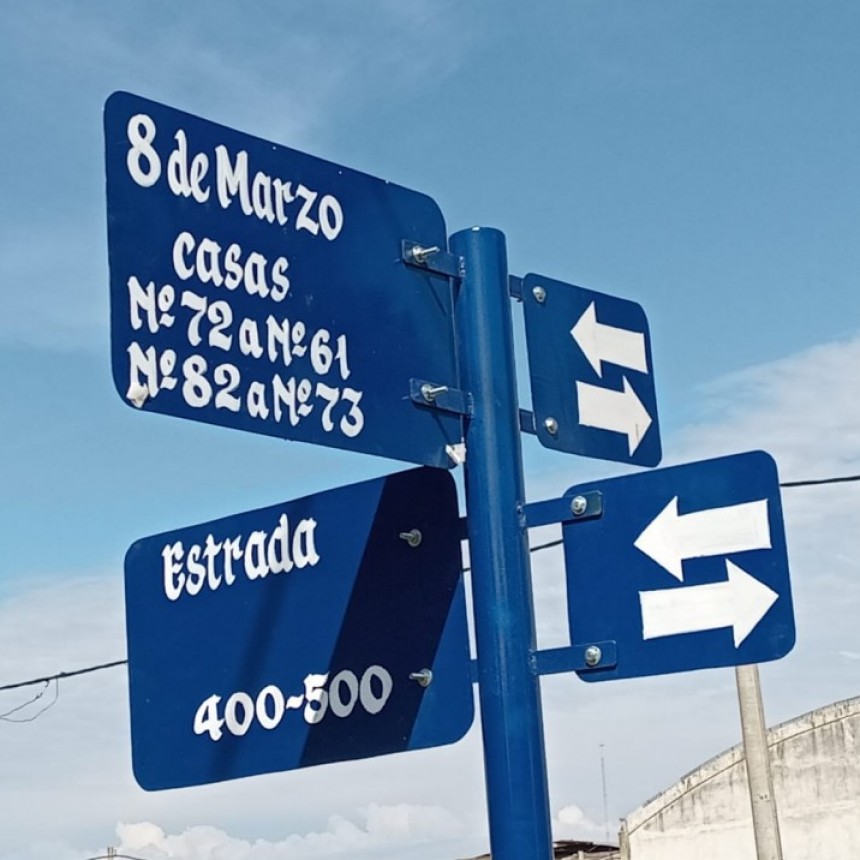 8 de Marzo
casas
Nº 72 a Nº 61
Nº 82 a Nº 73
Estrada
400-500